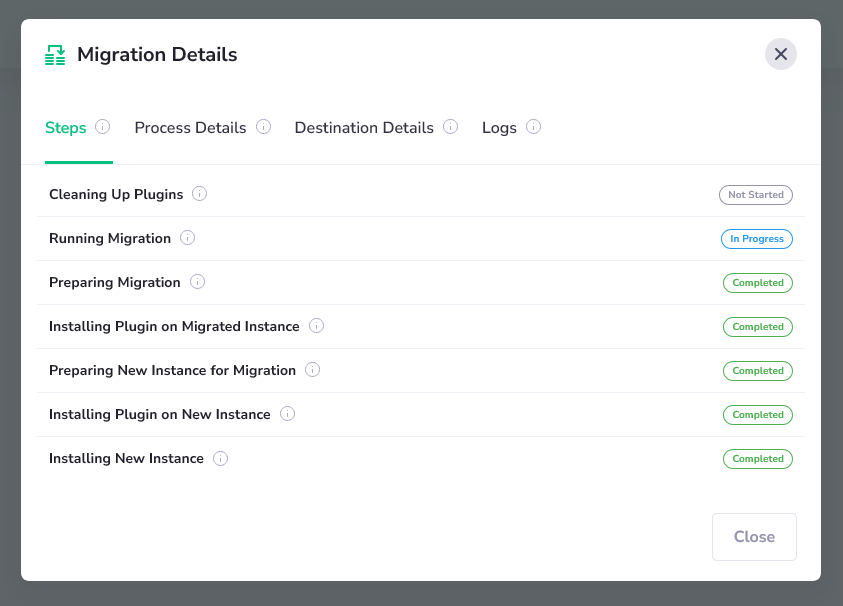 Migration Details
Steps Process Details Destination Details Logs
Cleaning Up Plugins Not Started
Running Migration In Progress
Preparing Migration Completed
Installing Plugin on Migrated Instance Completed
Preparing New Instance for Migration Completed
Installing Plugin on New Instance Completed
Installing New Instance Completed
Close